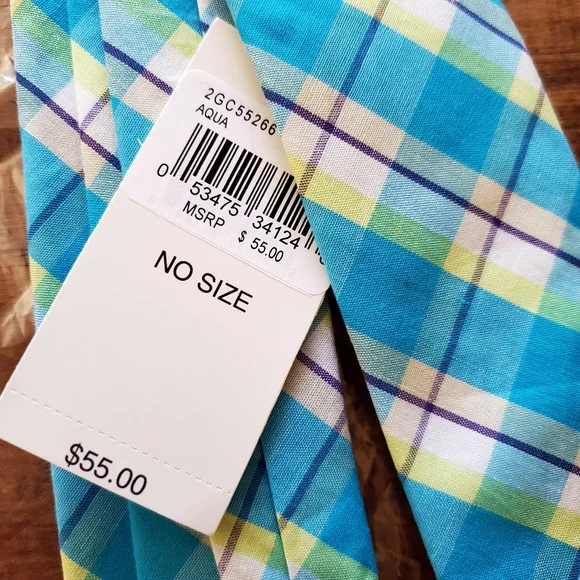 2GC55266
AQUA
0 53475 34124
MSRP $ 55.00
NO SIZE
$55.00